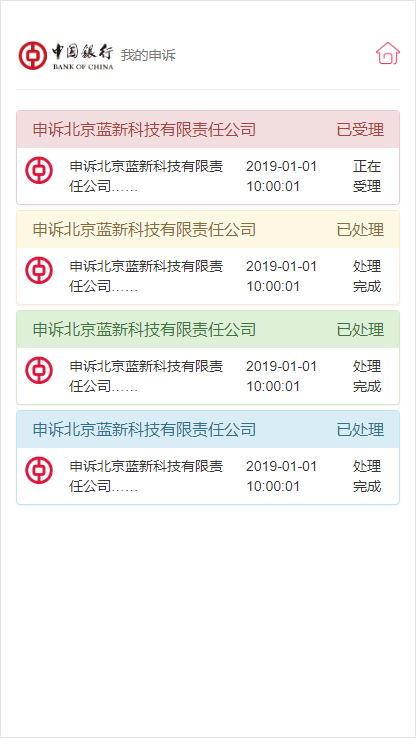 中国银行 我的申诉
BANK OF CHINA
申诉北京蓝新科技有限责任公司 已受理
申诉北京蓝新科技有限责 2019-01-01 正在
任公司…… 10:00:01 受理
申诉北京蓝新科技有限责任公司 已处理
申诉北京蓝新科技有限责 2019-01-01 处理
任公司…… 10:00:01 完成
申诉北京蓝新科技有限责任公司 已处理
申诉北京蓝新科技有限责 2019-01-01 处理
任公司…… 10:00:01 完成
申诉北京蓝新科技有限责任公司 已处理
申诉北京蓝新科技有限责 2019-01-01 处理
任公司…… 10:00:01 完成